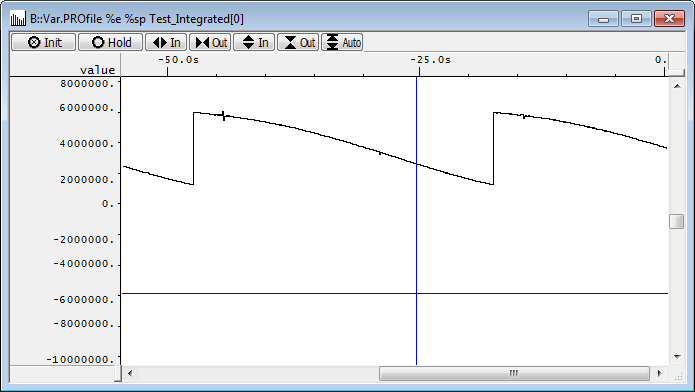 B::Var.PROfile %e %sp Test_Integrated[0]
Init Hold In Out In Out Auto
-50.0s -25.0s 0.
value
8000000.
6000000.
4000000.
2000000.
0.
-2000000.
-4000000.
-6000000.
-8000000.
-10000000.